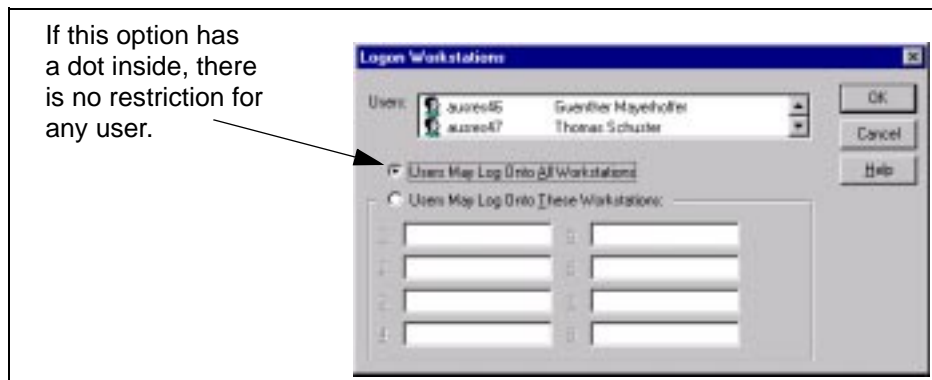 If this option has
a dot inside, there
is no restriction for
any user.
Logon Workstations
Users:
ausres46 Guenther Mayerhoffer
ausres47 Thomas Schuster
OK
Cancel
Help
Users May Log Onto All Workstations
Users May Log Onto These Workstations: